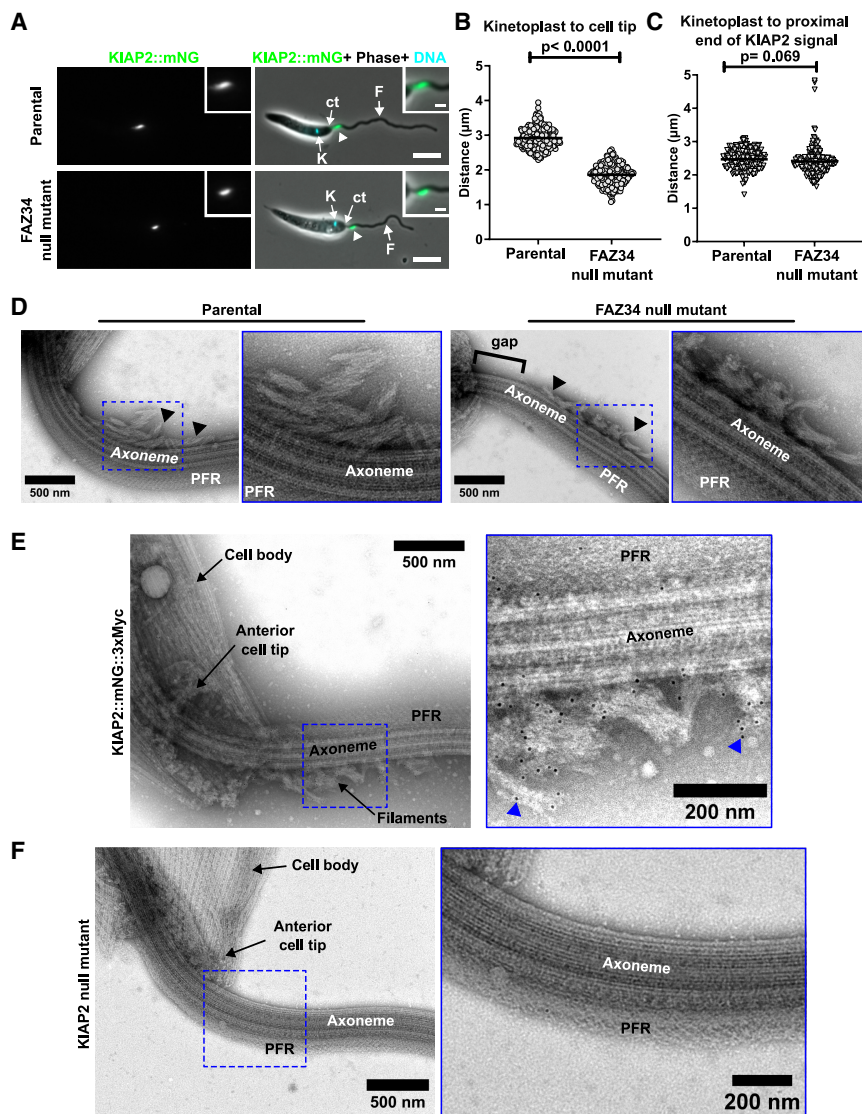 A
KIAP2::mNG
KIAP2::mNG+ Phase+ DNA
Parental
FAZ34
null mutant
ct
F
K
K
ct
F
B
Kinetoplast to cell tip
p< 0.0001
Distance (μm)
5
4
3
2
1
0
Parental
FAZ34
null mutant
C
Kinetoplast to proximal
end of KIAP2 signal
p= 0.069
Distance (μm)
5
4
3
2
1
0
Parental
FAZ34
null mutant
D
Parental
FAZ34 null mutant
Axoneme
PFR
500 nm
Axoneme
PFR
gap
Axoneme
PFR
500 nm
Axoneme
PFR
E
KIAP2::mNG::3xMyc
Cell body
500 nm
Anterior
cell tip
PFR
Axoneme
Filaments
PFR
Axoneme
200 nm
F
KIAP2 null mutant
Cell body
Anterior
cell tip
Axoneme
PFR
500 nm
Axoneme
PFR
200 nm